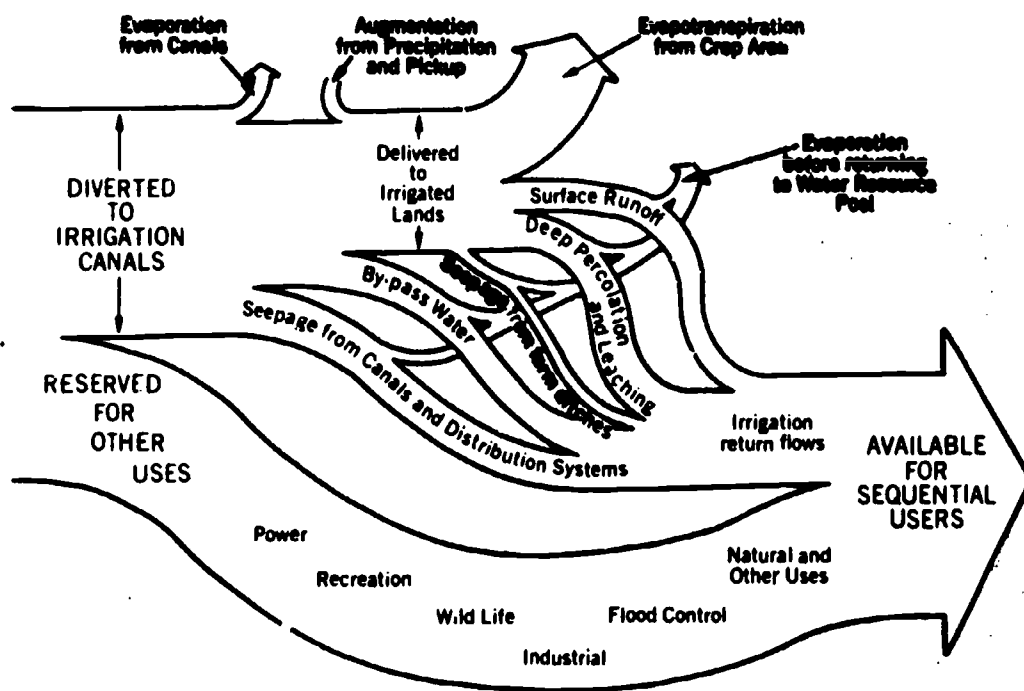 Evaporation
from Canals
Augmentation
from Precipitation
and Pickup
Evapotranspiration
from Crop Area
Evaporation
before returning
to Water Resource
Pool
DIVERTED
TO
IRRIGATION
CANALS
Delivered
to
Irrigated
Lands
Surface Runoff
Deep Percolation
and Leaching
Seepage from farm ditches
By-pass Water
Seepage from Canals and Distribution Systems
RESERVED
FOR
OTHER
USES
Irrigation
return flows
AVAILABLE
FOR
SEQUENTIAL
USERS
Power
Recreation
Wild Life
Industrial
Flood Control
Natural and
Other Uses